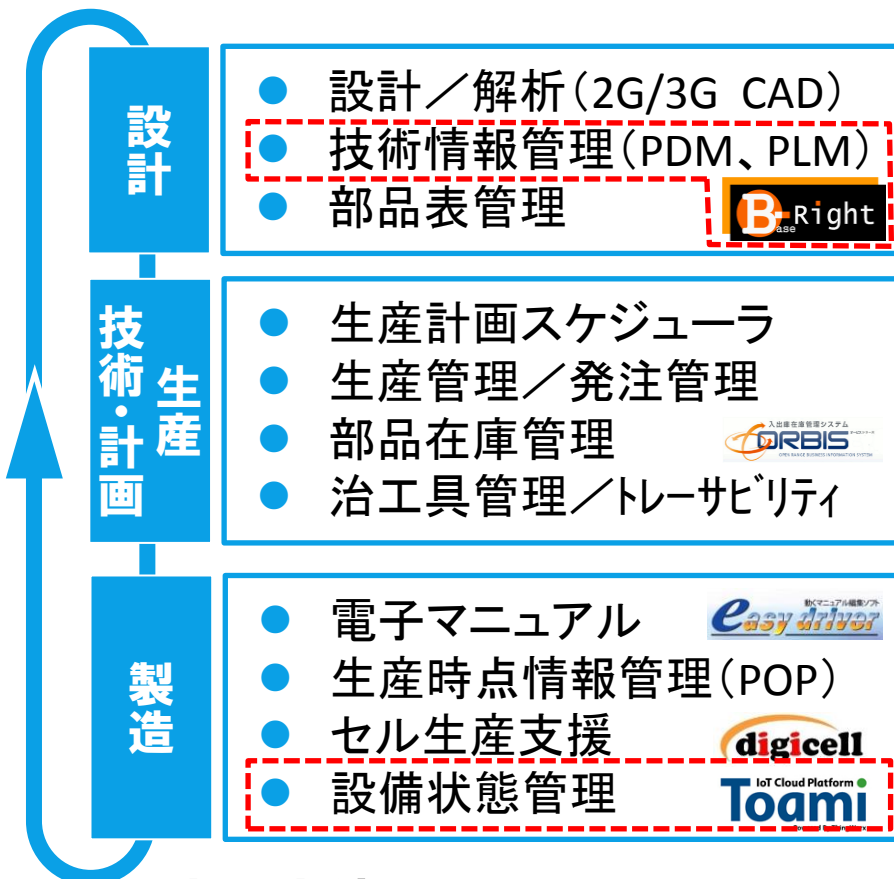 設計
設計／解析（2G/3G CAD）
技術情報管理（PDM、PLM）
部品表管理
Base Right
生産
技術・計画
生産計画スケジューラ
生産管理／発注管理
部品在庫管理
入出庫在庫管理システム
ORBIS
OPEN RANGE BUSINESS INFORMATION SYSTEM
治工具管理／トレーサビリティ
製造
電子マニュアル
動くマニュアル編集ソフト
easy driver
生産時点情報管理（POP）
セル生産支援
digicell
設備状態管理
IoT Cloud Platform
Toami